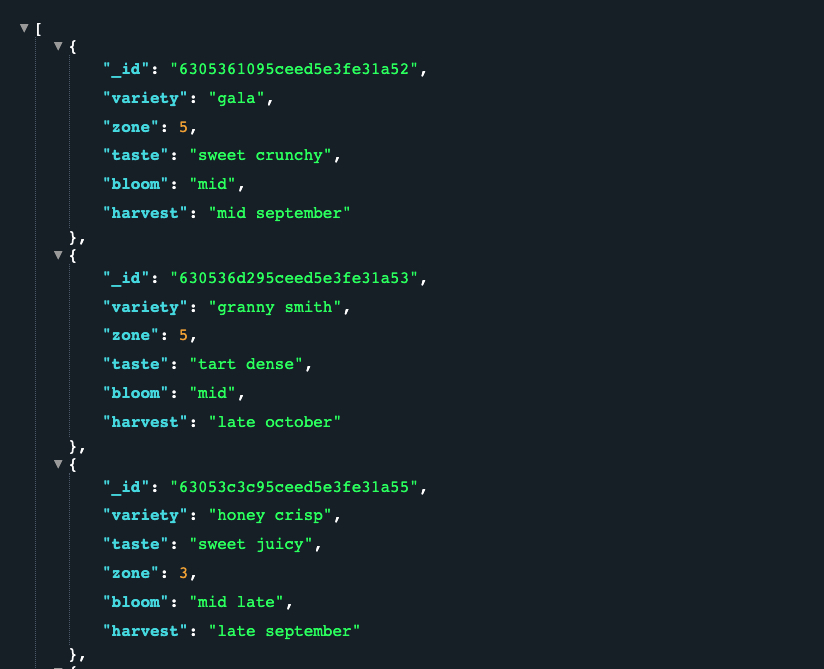 [
{
"_id": "6305361095ceed5e3fe31a52",
"variety": "gala",
"zone": 5,
"taste": "sweet crunchy",
"bloom": "mid",
"harvest": "mid september"
},
{
"_id": "630536d295ceed5e3fe31a53",
"variety": "granny smith",
"zone": 5,
"taste": "tart dense",
"bloom": "mid",
"harvest": "late october"
},
{
"_id": "63053c3c95ceed5e3fe31a55",
"variety": "honey crisp",
"taste": "sweet juicy",
"zone": 3,
"bloom": "mid late",
"harvest": "late september"
},
{